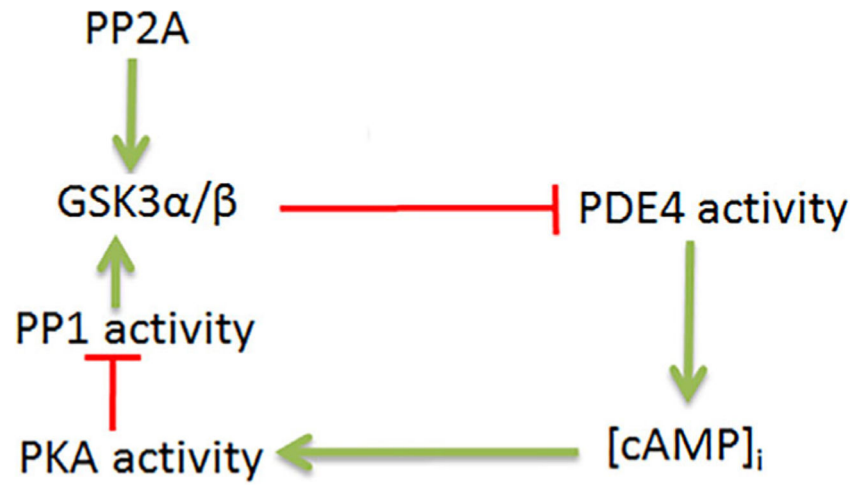 PP2A
GSK3α/β
PDE4 activity
PP1 activity
PKA activity
[cAMP]i